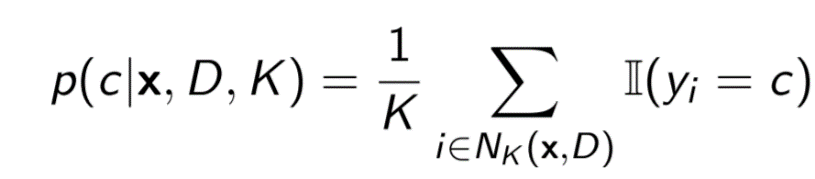 p(c|x, D, K) = 1/K ∑_{i∈N_K(x,D)} 𝕀(y_i = c)